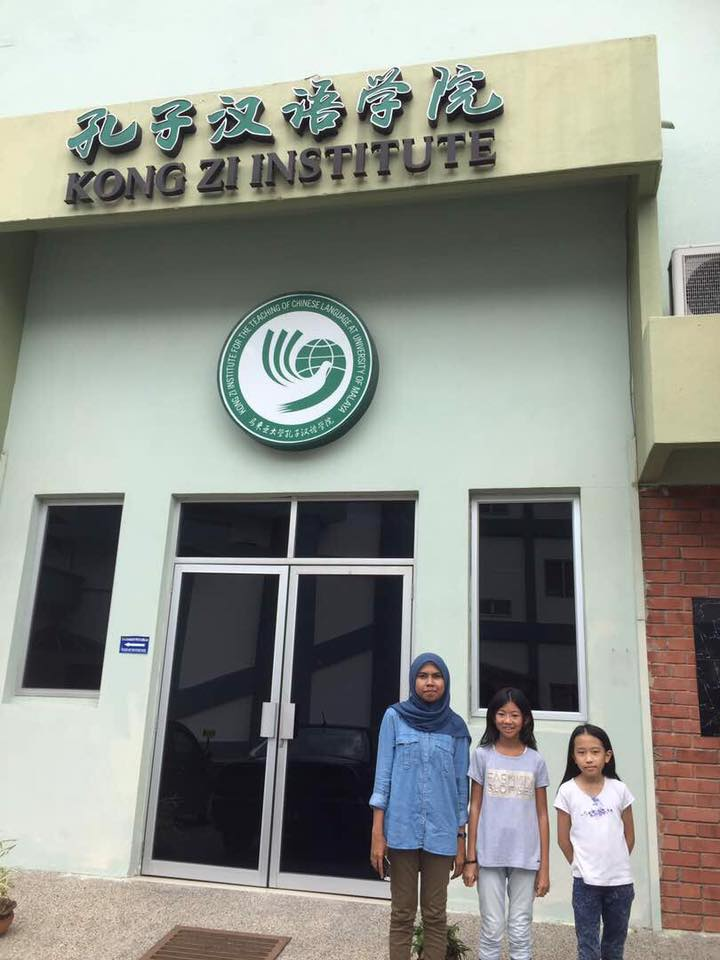 孔子汉语学院
KONG ZI INSTITUTE
KONG ZI INSTITUTE FOR THE TEACHING OF CHINESE LANGUAGE AT UNIVERSITY OF MALAYA
马来亚大学孔子汉语学院